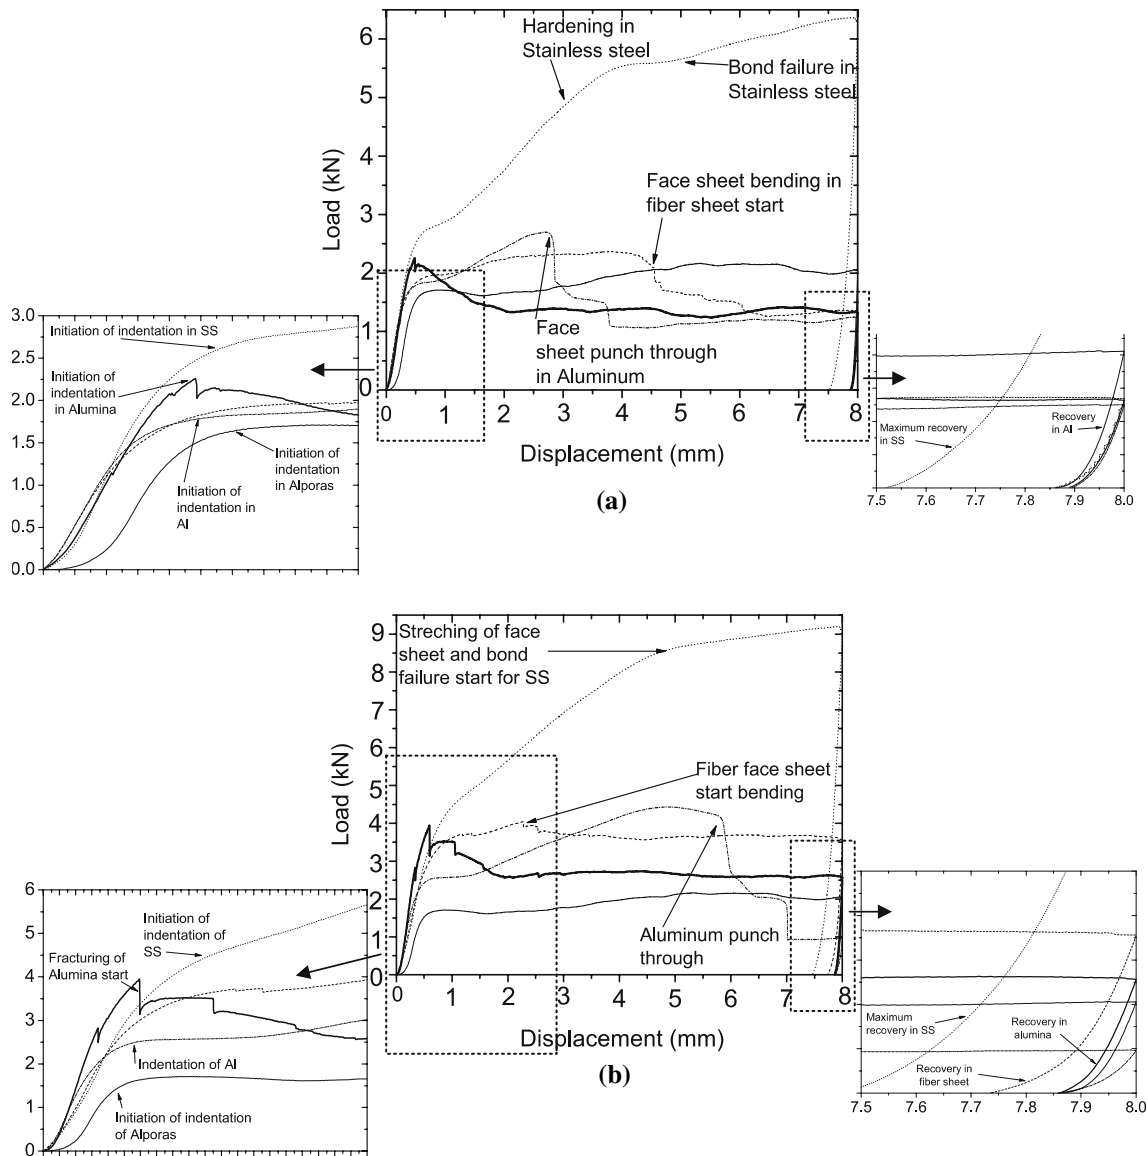 Hardening in
Stainless steel
Bond failure in
Stainless steel
Face sheet bending in
fiber sheet start
Face
sheet punch through
in Aluminum
Load (kN)
6
5
4
3
2
1
0
0 1 2 3 4 5 6 7 8
Displacement (mm)
3.0
2.5
2.0
1.5
1.0
0.5
0.0
Initiation of indentation in SS
Initiation of
indentation
in Alumina
Initiation of
indentation
in Alporas
Initiation of
indentation in
Al
Maximum recovery
in SS
Recovery
in Al
7.5 7.6 7.7 7.8 7.9 8.0
(a)
Streching of face
sheet and bond
failure start for SS
Fiber face sheet
start bending
Aluminum punch
through
Load (kN)
9
8
7
6
5
4
3
2
1
0
0 1 2 3 4 5 6 7 8
Displacement (mm)
6
5
4
3
2
1
0
Initiation of
indentation of
SS
Fracturing of
Alumina start
Indentation of Al
Initiation of indentation
of Alporas
Maximum
recovery in SS
Recovery in
alumina
Recovery in
fiber sheet
7.5 7.6 7.7 7.8 7.9 8.0
(b)